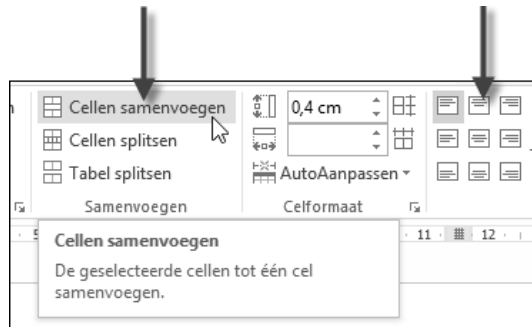 Cellen samenvoegen
0,4 cm
Cellen splitsen
Tabel splitsen
AutoAanpassen
Samenvoegen
Celformaat
11 12
Cellen samenvoegen
De geselecteerde cellen tot één cel
samenvoegen.